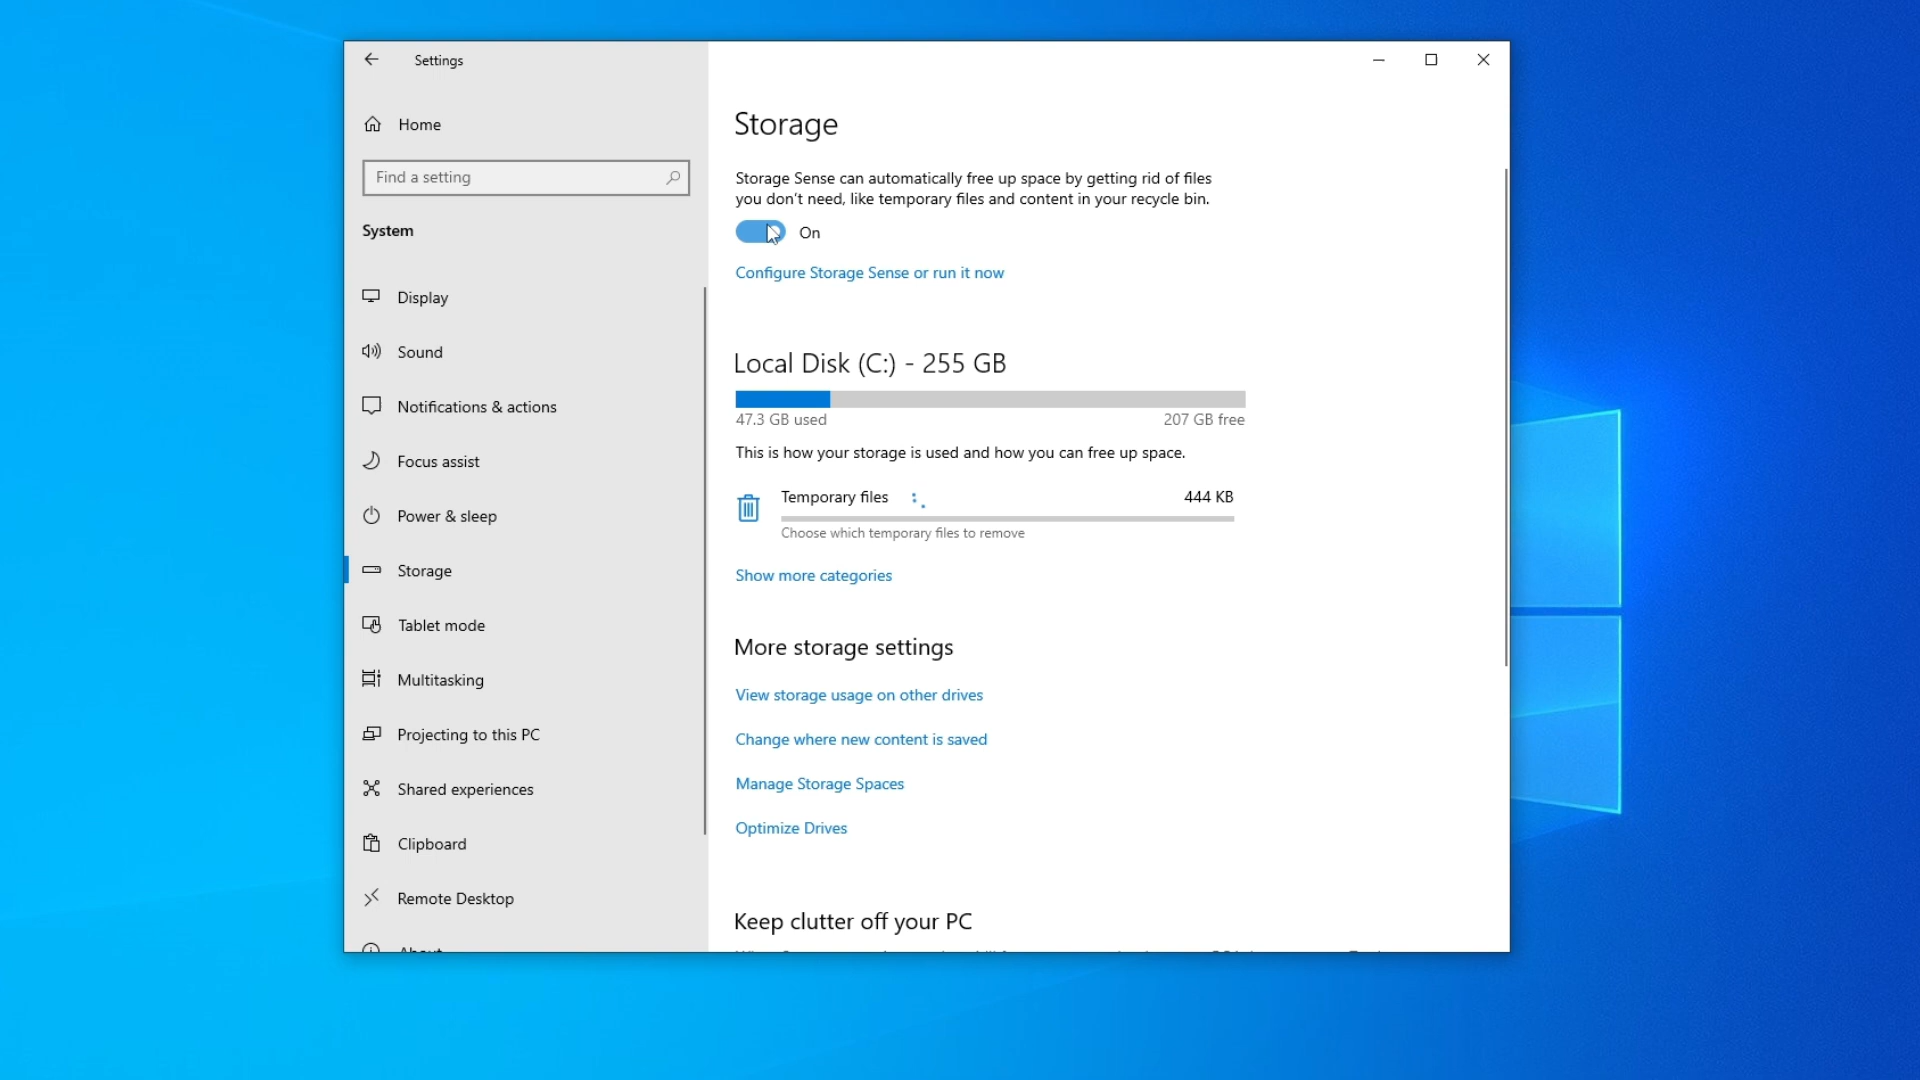 Settings
Home
Find a setting
System
Display
Sound
Notifications & actions
Focus assist
Power & sleep
Storage
Tablet mode
Multitasking
Projecting to this PC
Shared experiences
Clipboard
Remote Desktop
About
Storage
Storage Sense can automatically free up space by getting rid of files
you don't need, like temporary files and content in your recycle bin.
On
Configure Storage Sense or run it now
Local Disk (C:) - 255 GB
47.3 GB used
207 GB free
This is how your storage is used and how you can free up space.
Temporary files
444 KB
Choose which temporary files to remove
Show more categories
More storage settings
View storage usage on other drives
Change where new content is saved
Manage Storage Spaces
Optimize Drives
Keep clutter off your PC